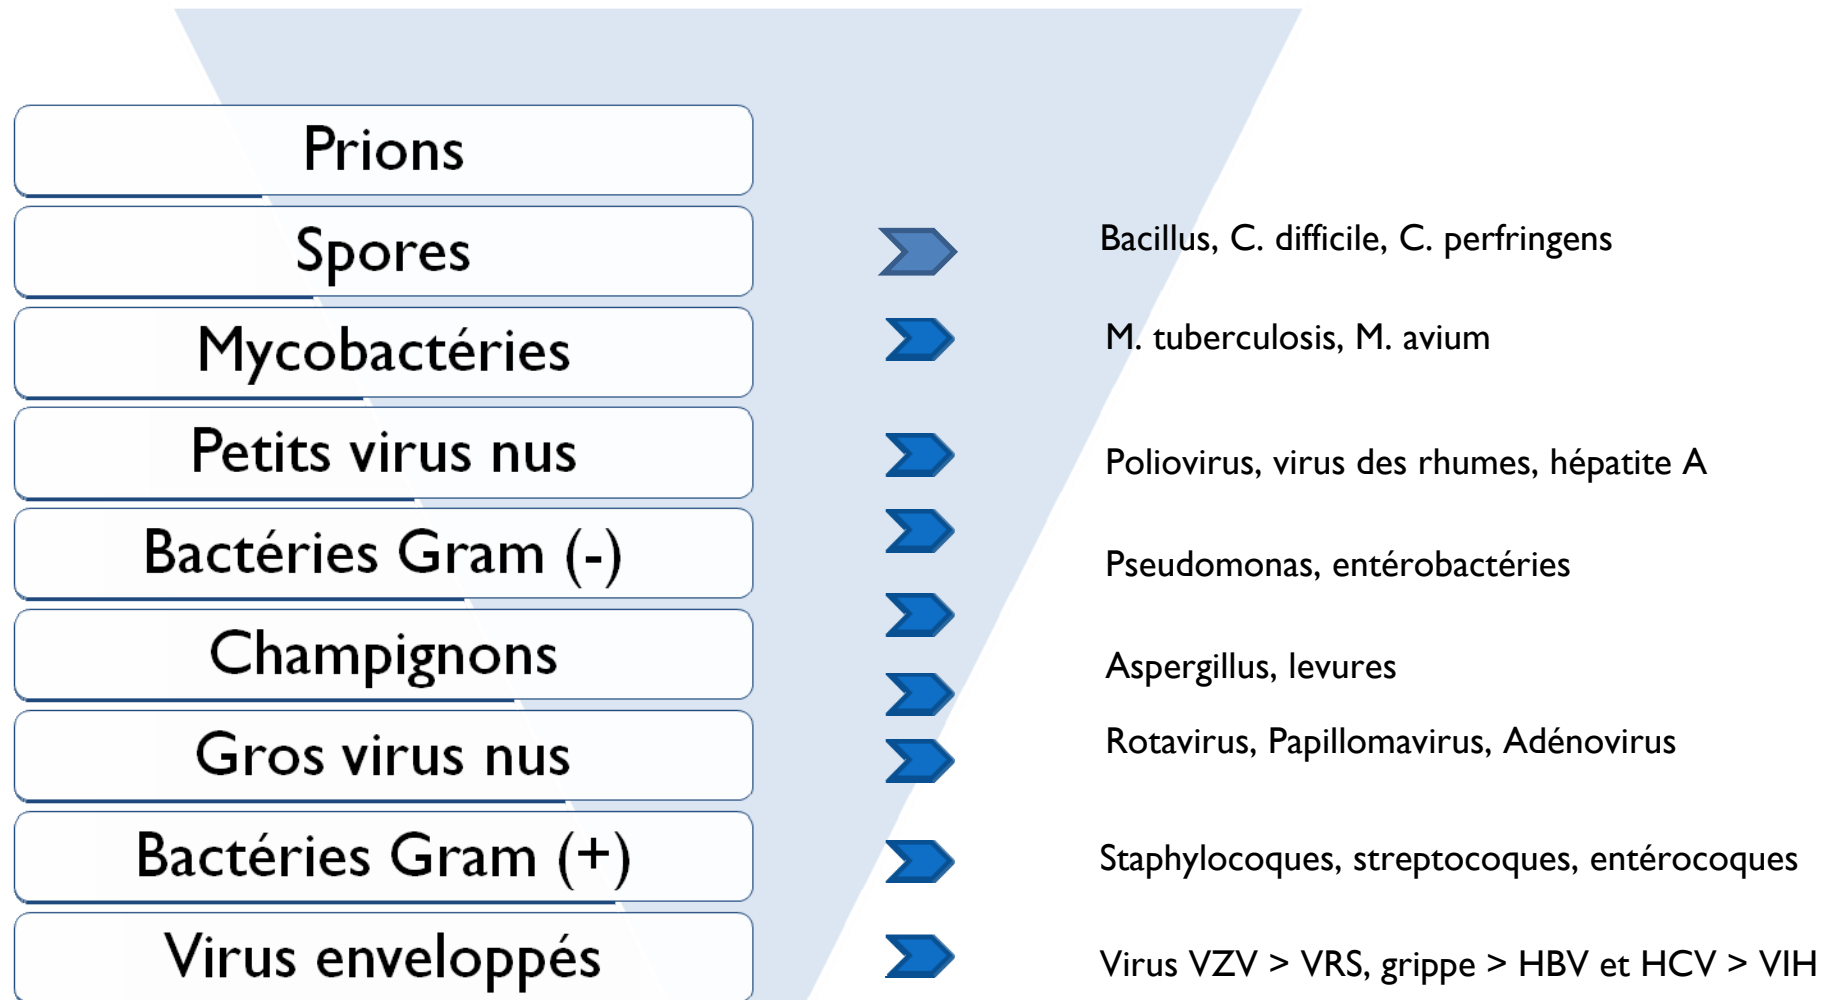 Prions
Spores
Bacillus, C. difficile, C. perfringens
Mycobactéries
M. tuberculosis, M. avium
Petits virus nus
Poliovirus, virus des rhumes, hépatite A
Bactéries Gram (-)
Pseudomonas, entérobactéries
Champignons
Aspergillus, levures
Gros virus nus
Rotavirus, Papillomavirus, Adénovirus
Bactéries Gram (+)
Staphylocoques, streptocoques, entérocoques
Virus enveloppés
Virus VZV > VRS, grippe > HBV et HCV > VIH